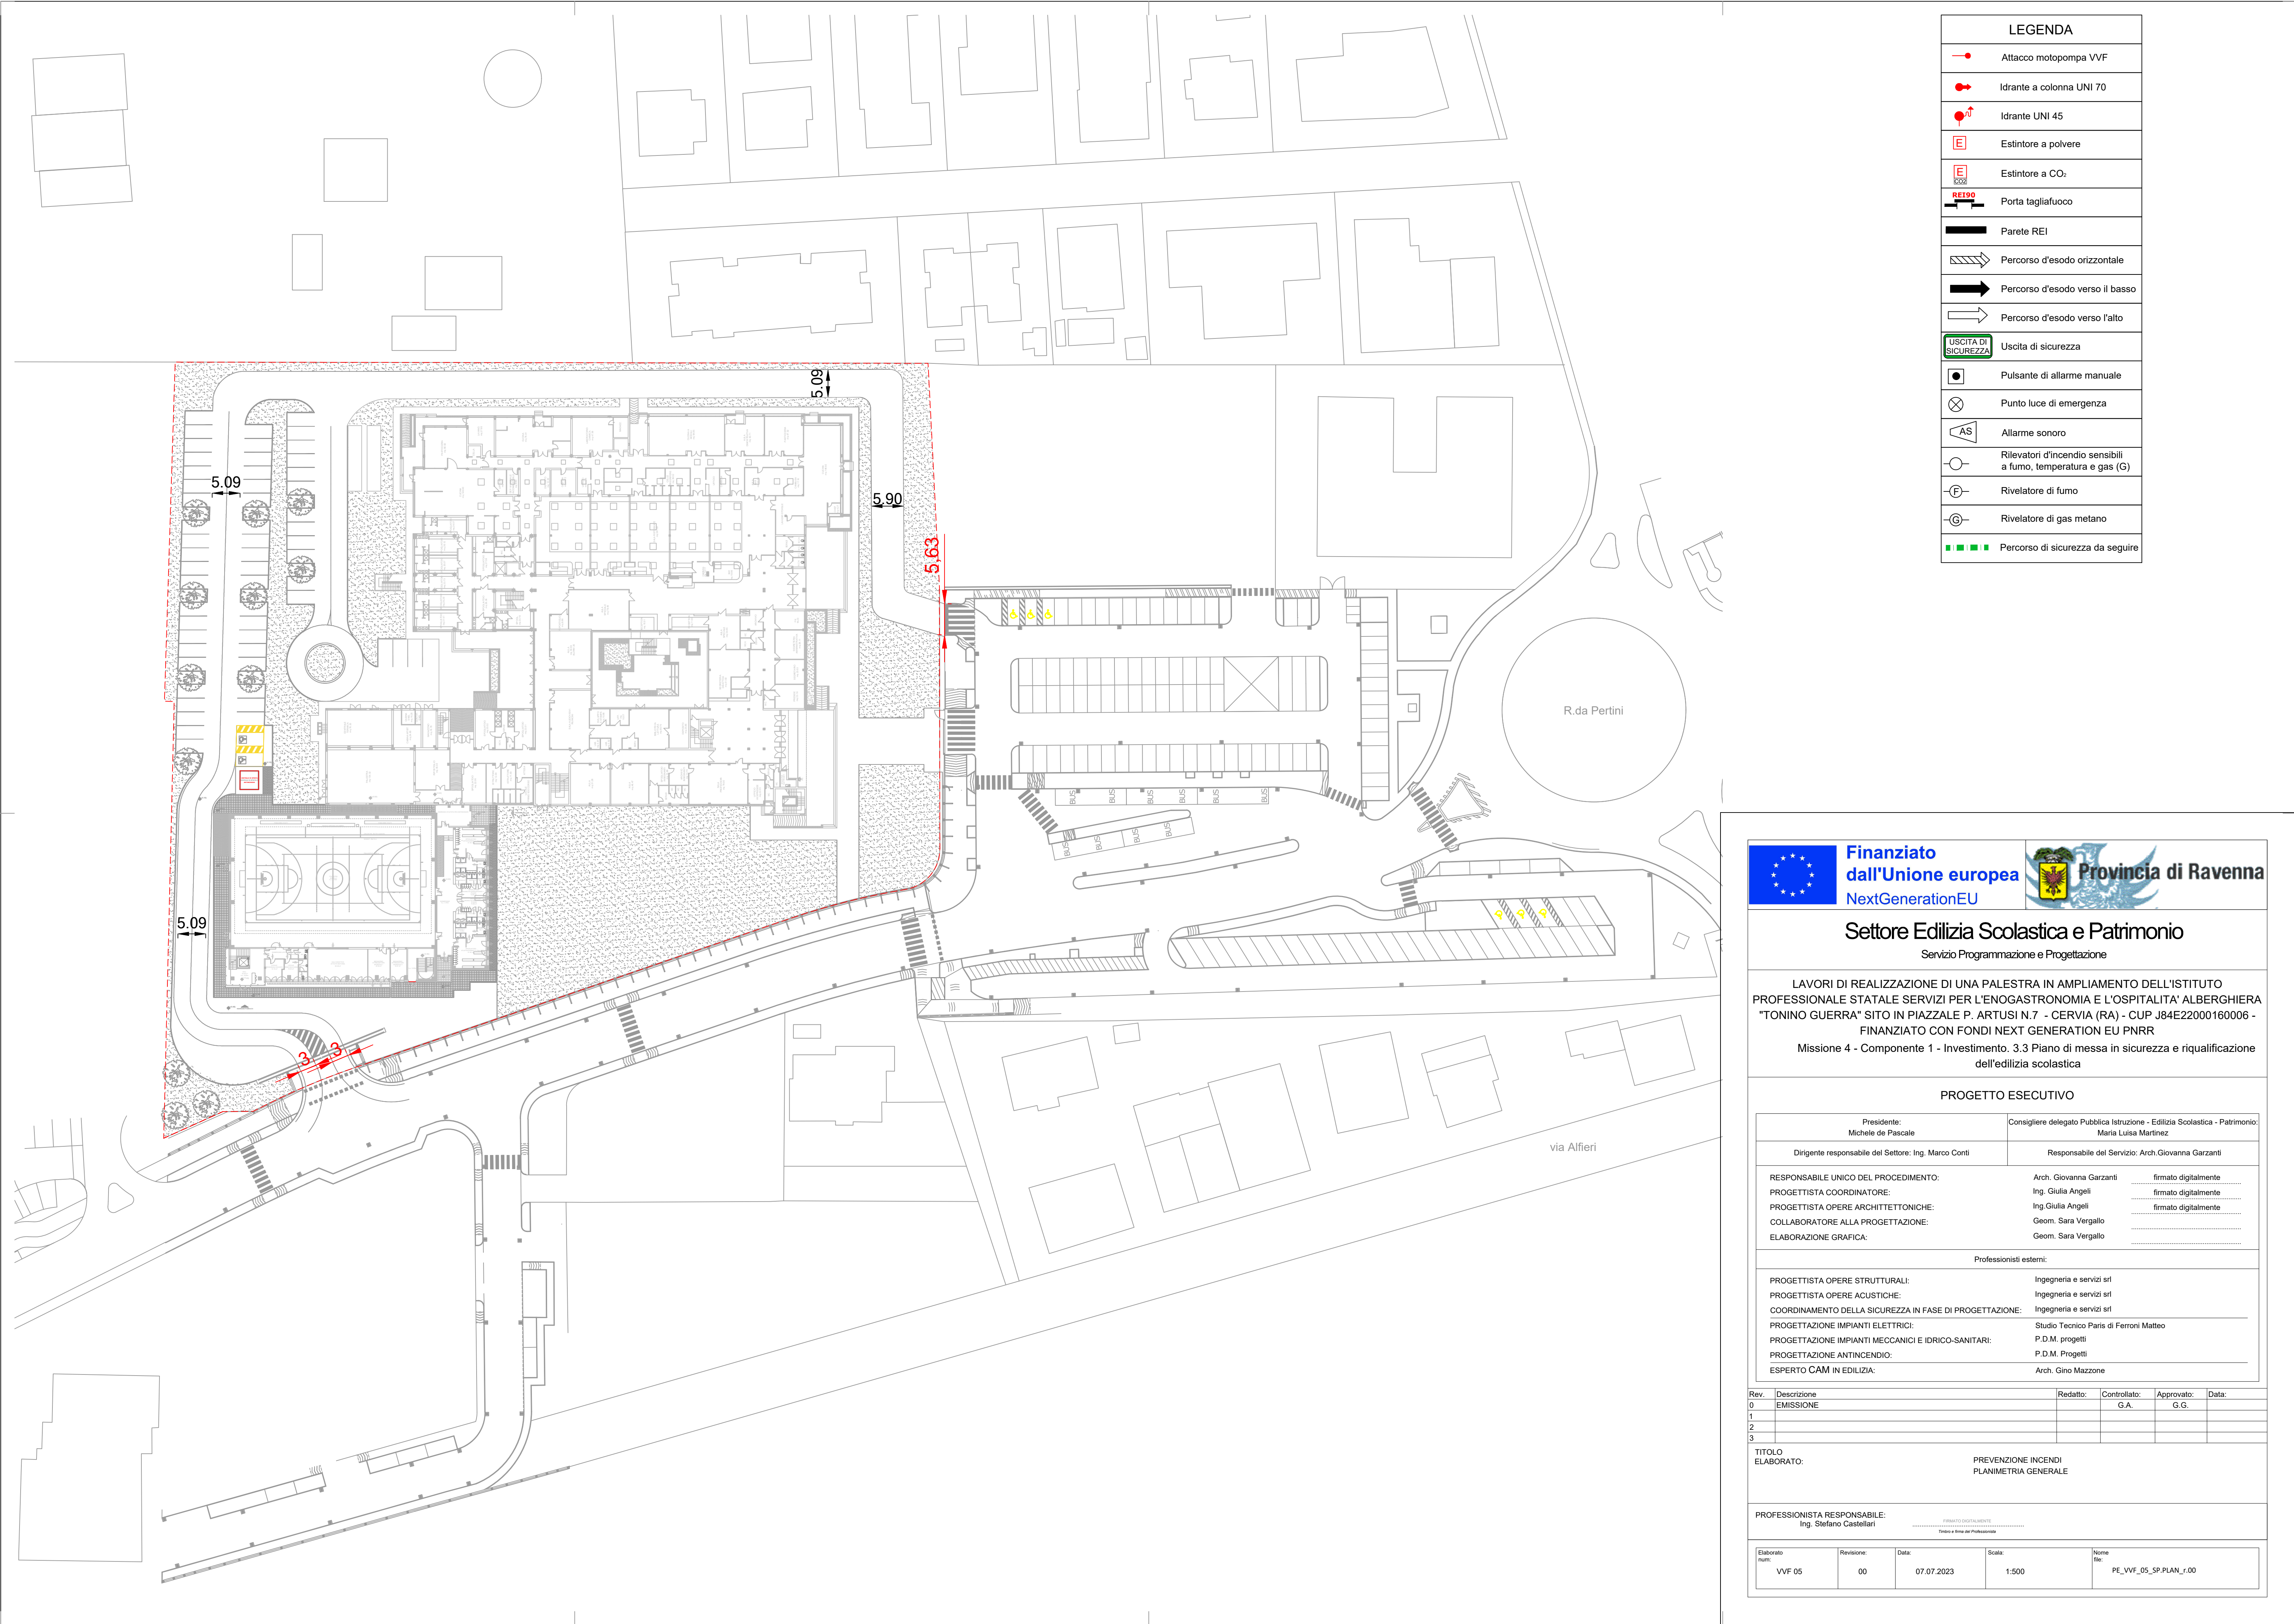 LEGENDA
Attacco motopompa VVF
Idrante a colonna UNI 70
Idrante UNI 45
E
Estintore a polvere
E
CO2
Estintore a CO2
REI90
Porta tagliafuoco
Parete REI
Percorso d'esodo orizzontale
Percorso d'esodo verso il basso
Percorso d'esodo verso l'alto
USCITA DI
SICUREZZA
Uscita di sicurezza
Pulsante di allarme manuale
Punto luce di emergenza
AS
Allarme sonoro
Rilevatori d'incendio sensibili
a fumo, temperatura e gas (G)
F
Rivelatore di fumo
G
Rivelatore di gas metano
Percorso di sicurezza da seguire
5.09
5.09
5.90
5,63
5.09
3
3
R.da Pertini
BUS
BUS
BUS
BUS
BUS
BUS
BUS
BUS
BUS
BUS
via Alfieri
Finanziato
dall'Unione europea
NextGenerationEU
Provincia di Ravenna
Settore Edilizia Scolastica e Patrimonio
Servizio Programmazione e Progettazione
LAVORI DI REALIZZAZIONE DI UNA PALESTRA IN AMPLIAMENTO DELL'ISTITUTO
PROFESSIONALE STATALE SERVIZI PER L'ENOGASTRONOMIA E L'OSPITALITA' ALBERGHIERA
"TONINO GUERRA" SITO IN PIAZZALE P. ARTUSI N.7 - CERVIA (RA) - CUP J84E22000160006 -
FINANZIATO CON FONDI NEXT GENERATION EU PNRR
Missione 4 - Componente 1 - Investimento. 3.3 Piano di messa in sicurezza e riqualificazione
dell'edilizia scolastica
PROGETTO ESECUTIVO
Presidente:
Michele de Pascale
Consigliere delegato Pubblica Istruzione - Edilizia Scolastica - Patrimonio:
Maria Luisa Martinez
Dirigente responsabile del Settore: Ing. Marco Conti
Responsabile del Servizio: Arch.Giovanna Garzanti
RESPONSABILE UNICO DEL PROCEDIMENTO: Arch. Giovanna Garzanti firmato digitalmente
PROGETTISTA COORDINATORE: Ing. Giulia Angeli firmato digitalmente
PROGETTISTA OPERE ARCHITTETTONICHE: Ing.Giulia Angeli firmato digitalmente
COLLABORATORE ALLA PROGETTAZIONE: Geom. Sara Vergallo
ELABORAZIONE GRAFICA: Geom. Sara Vergallo
Professionisti esterni:
PROGETTISTA OPERE STRUTTURALI: Ingegneria e servizi srl
PROGETTISTA OPERE ACUSTICHE: Ingegneria e servizi srl
COORDINAMENTO DELLA SICUREZZA IN FASE DI PROGETTAZIONE: Ingegneria e servizi srl
PROGETTAZIONE IMPIANTI ELETTRICI: Studio Tecnico Paris di Ferroni Matteo
PROGETTAZIONE IMPIANTI MECCANICI E IDRICO-SANITARI: P.D.M. progetti
PROGETTAZIONE ANTINCENDIO: P.D.M. Progetti
ESPERTO CAM IN EDILIZIA: Arch. Gino Mazzone
Rev. Descrizione Redatto: Controllato: Approvato: Data:
0 EMISSIONE G.A. G.G.
1
2
3
TITOLO
ELABORATO:
PREVENZIONE INCENDI
PLANIMETRIA GENERALE
PROFESSIONISTA RESPONSABILE:
Ing. Stefano Castellari
FIRMATO DIGITALMENTE
Timbro e firma del Professionista
Elaborato
num:
VVF 05
Revisione:
00
Data:
07.07.2023
Scala:
1:500
Nome
file:
PE_VVF_05_SP.PLAN_r.00